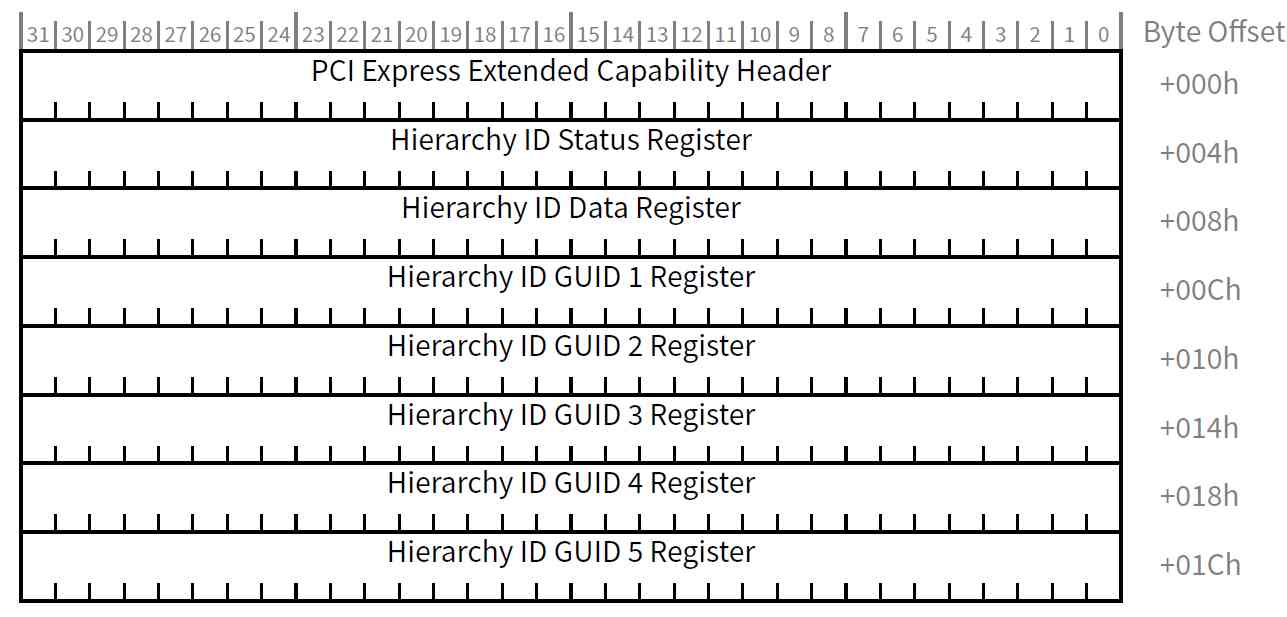 31 30 29 28 27 26 25 24 23 22 21 20 19 18 17 16 15 14 13 12 11 10 9 8 7 6 5 4 3 2 1 0 Byte Offset
PCI Express Extended Capability Header +000h
Hierarchy ID Status Register +004h
Hierarchy ID Data Register +008h
Hierarchy ID GUID 1 Register +00Ch
Hierarchy ID GUID 2 Register +010h
Hierarchy ID GUID 3 Register +014h
Hierarchy ID GUID 4 Register +018h
Hierarchy ID GUID 5 Register +01Ch